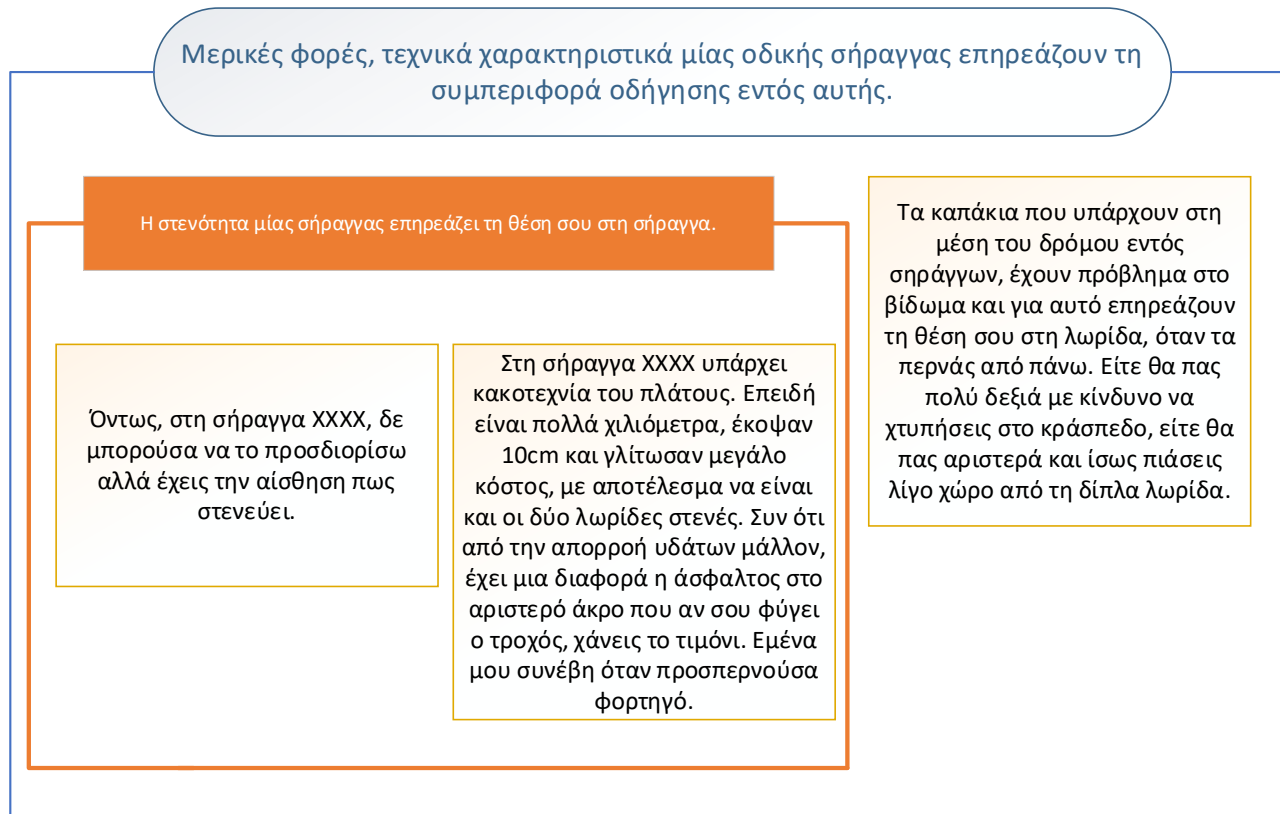 Μερικές φορές, τεχνικά χαρακτηριστικά μίας οδικής σήραγγας επηρεάζουν τη
συμπεριφορά οδήγησης εντός αυτής.
Η στενότητα μίας σήραγγας επηρεάζει τη θέση σου στη σήραγγα.
Όντως, στη σήραγγα XXXX, δε
μπορούσα να το προσδιορίσω
αλλά έχεις την αίσθηση πως
στενεύει.
Στη σήραγγα XXXX υπάρχει
κακοτεχνία του πλάτους. Επειδή
είναι πολλά χιλιόμετρα, έκοψαν
10cm και γλίτωσαν μεγάλο
κόστος, με αποτέλεσμα να είναι
και οι δύο λωρίδες στενές. Συν ότι
από την απορροή υδάτων μάλλον,
έχει μια διαφορά η άσφαλτος στο
αριστερό άκρο που αν σου φύγει
ο τροχός, χάνεις το τιμόνι. Εμένα
μου συνέβη όταν προσπερνούσα
φορτηγό.
Τα καπάκια που υπάρχουν στη
μέση του δρόμου εντός
σηράγγων, έχουν πρόβλημα στο
βίδωμα και για αυτό επηρεάζουν
τη θέση σου στη λωρίδα, όταν τα
περνάς από πάνω. Είτε θα πας
πολύ δεξιά με κίνδυνο να
χτυπήσεις στο κράσπεδο, είτε θα
πας αριστερά και ίσως πιάσεις
λίγο χώρο από τη δίπλα λωρίδα.